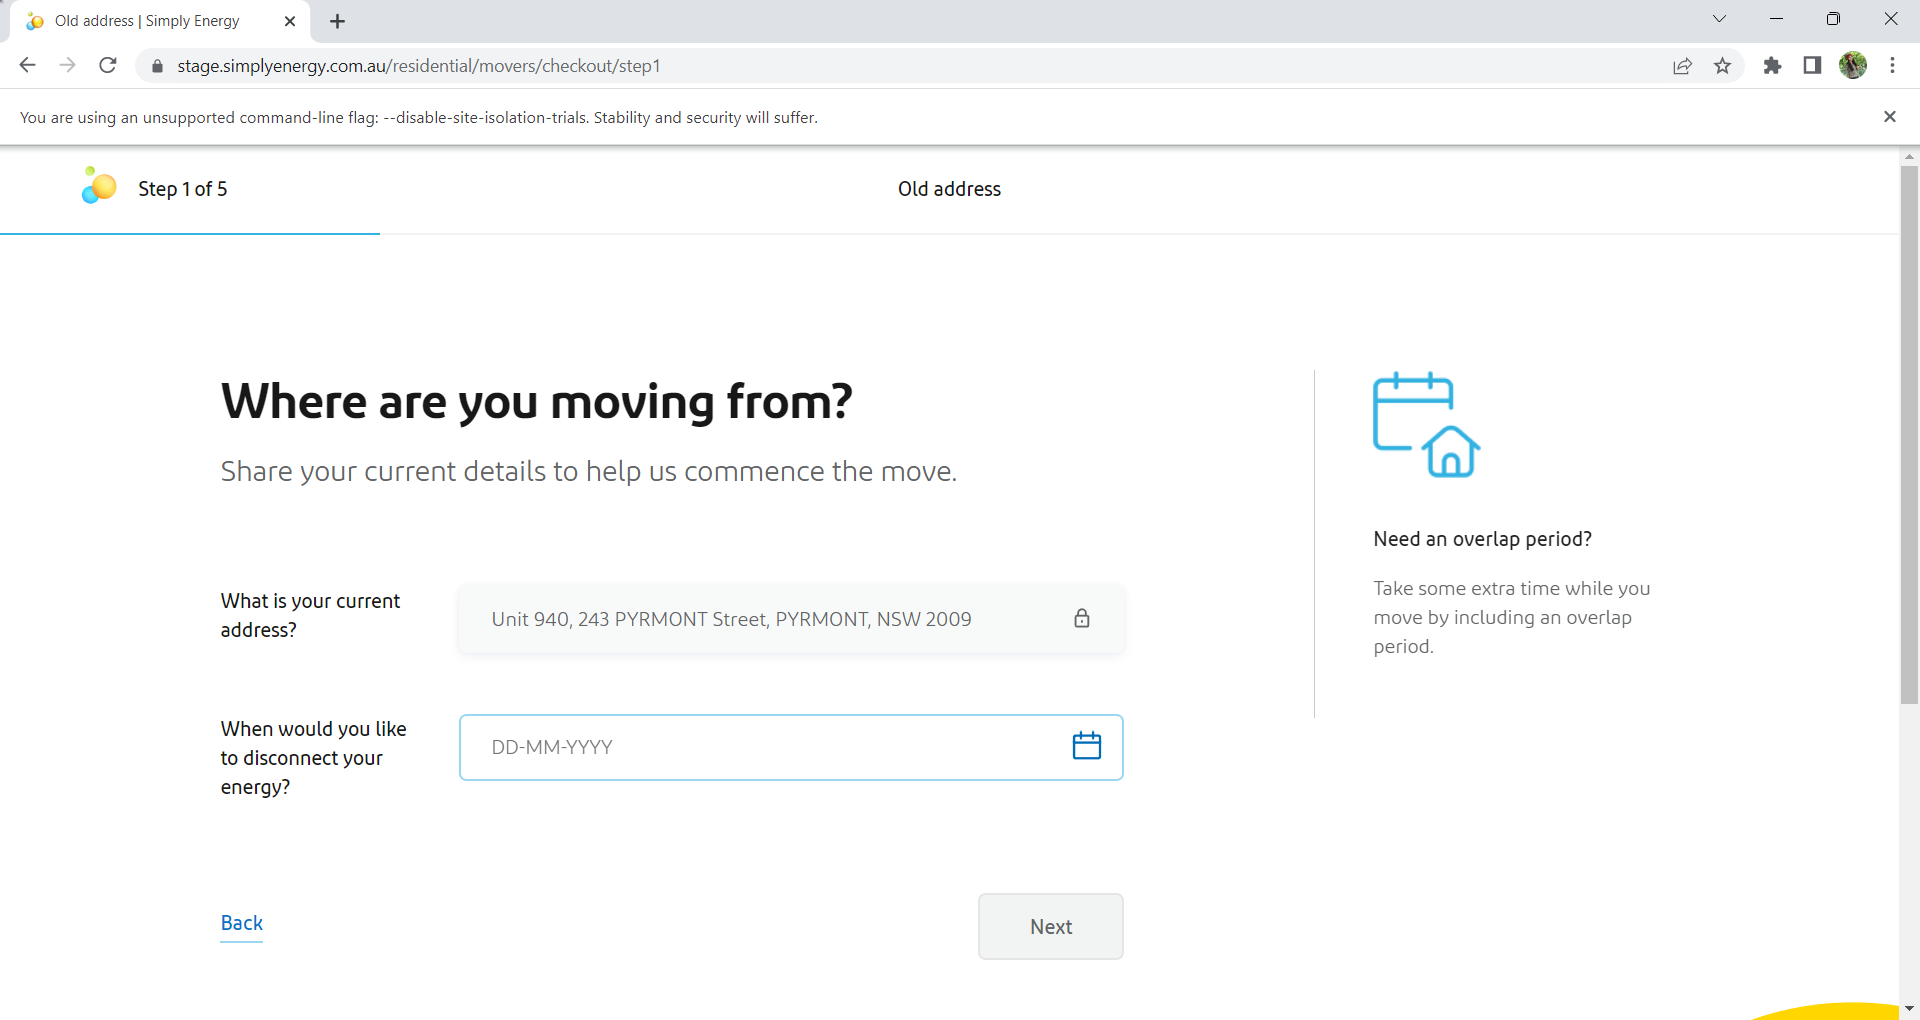 Old address | Simply Energy
stage.simplyenergy.com.au/residential/movers/checkout/step1
You are using an unsupported command-line flag: --disable-site-isolation-trials. Stability and security will suffer.
Step 1 of 5
Old address
Where are you moving from?
Share your current details to help us commence the move.
What is your current
address?
Unit 940, 243 PYRMONT Street, PYRMONT, NSW 2009
When would you like
to disconnect your
energy?
DD-MM-YYYY
Back
Next
Need an overlap period?
Take some extra time while you
move by including an overlap
period.